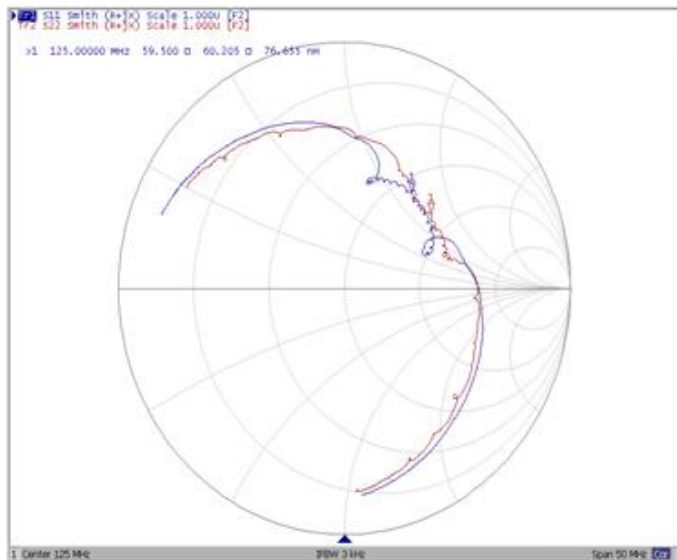 Tr1 S11 Smith (R+jX) Scale 1.000U [F2]
Tr2 S22 Smith (R+jX) Scale 1.000U [F2]
>1 125.00000 MHz 59.500 Ω 60.205 Ω 76.655 nH
1 Center 125 MHz IFBW 3 kHz Span 50 MHz Cor